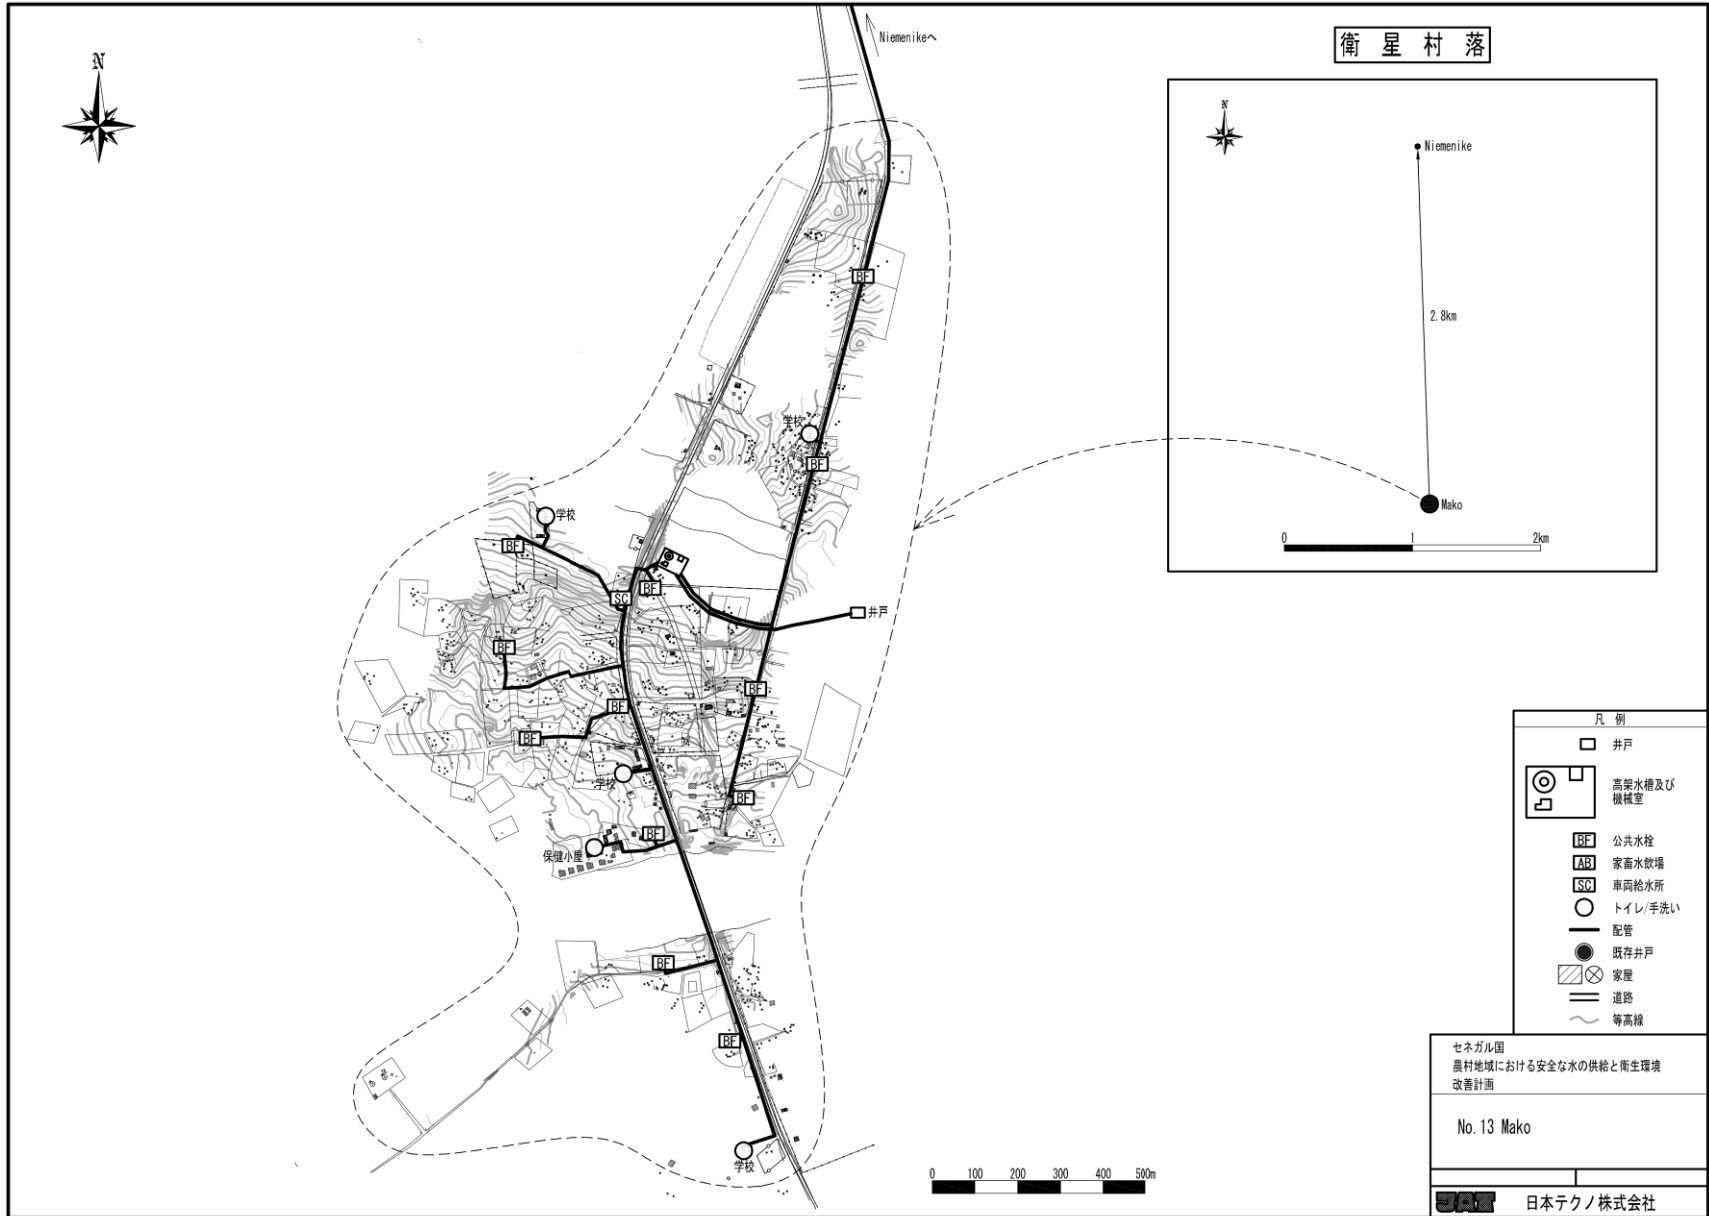 N
Niemenikeへ
衛星村落
N
Niemenike
2.8km
Mako
0 1 2km
BF
学校
BF
学校
BF
BF
SC
井戸
BF
BF
BF
BF
学校
BF
BF
保健小屋
BF
BF
学校
0 100 200 300 400 500m
凡 例
井戸
高架水槽及び
機械室
BF 公共水栓
AB 家畜水飲場
SC 車両給水所
トイレ/手洗い
配管
既存井戸
家屋
道路
等高線
セネガル国
農村地域における安全な水の供給と衛生環境
改善計画
No.13 Mako
JAT 日本テクノ株式会社